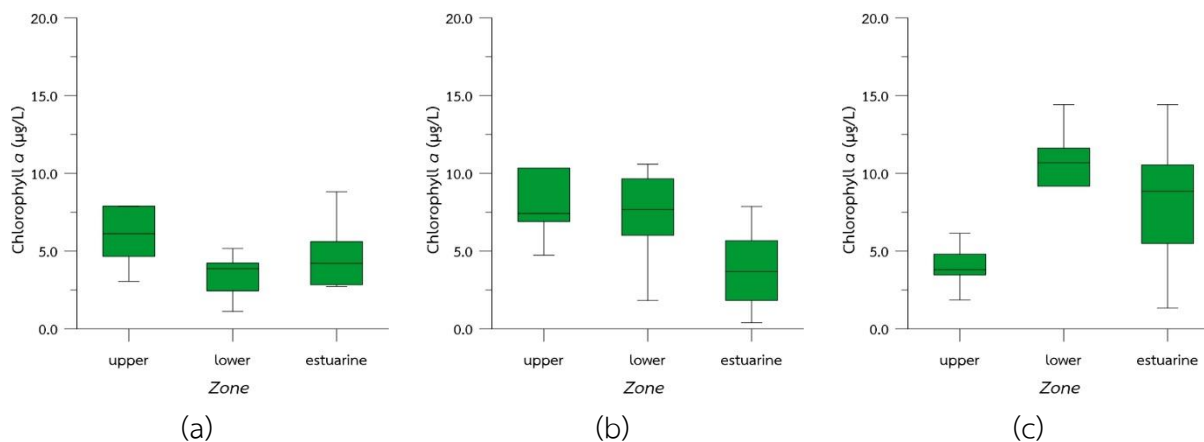 20.0
15.0
10.0
5.0
0.0
Chlorophyll a (µg/L)
upper lower estuarine
Zone
(a)
20.0
15.0
10.0
5.0
0.0
Chlorophyll a (µg/L)
upper lower estuarine
Zone
(b)
20.0
15.0
10.0
5.0
0.0
Chlorophyll a (µg/L)
upper lower estuarine
Zone
(c)